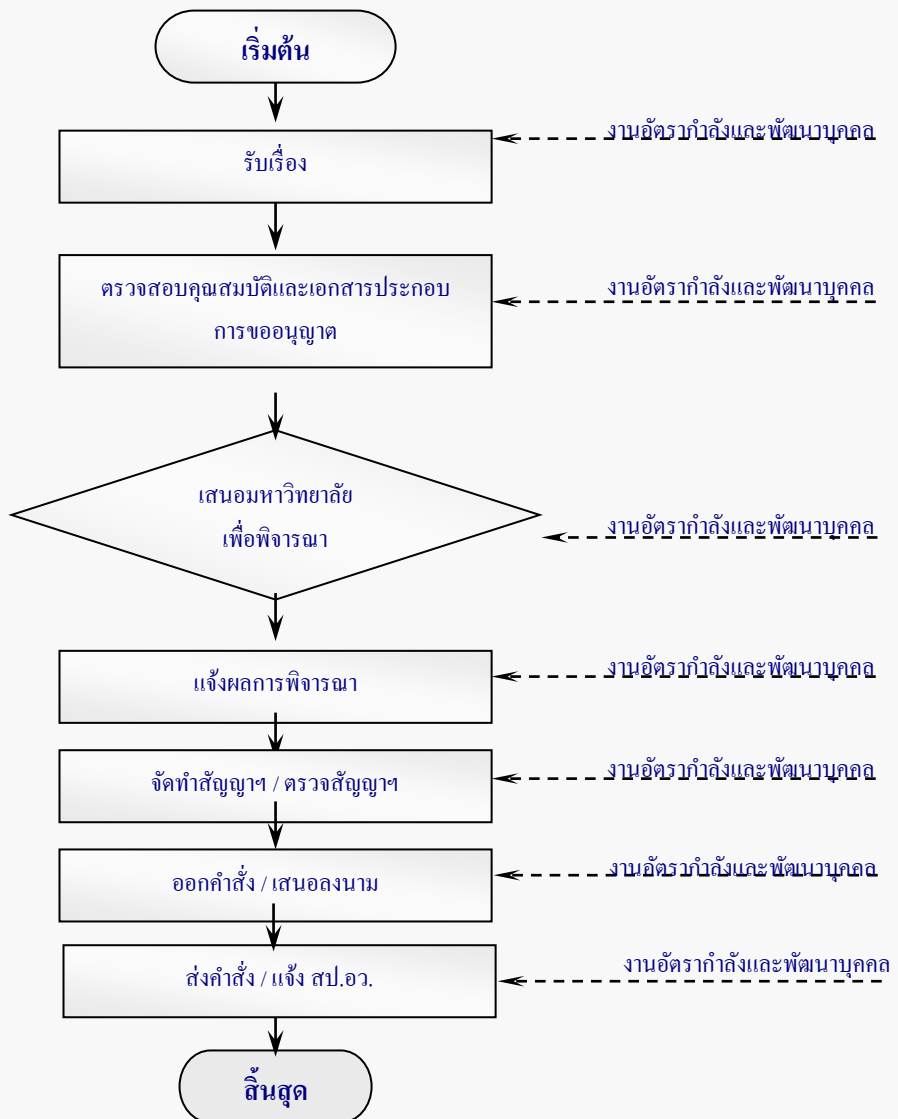 เริ่มต้น
งานอัตรากำลังและพัฒนาบุคคล
รับเรื่อง
ตรวจสอบคุณสมบัติและเอกสารประกอบ
การขออนุญาต
งานอัตรากำลังและพัฒนาบุคคล
เสนอมหาวิทยาลัย
เพื่อพิจารณา
งานอัตรากำลังและพัฒนาบุคคล
แจ้งผลการพิจารณา
งานอัตรากำลังและพัฒนาบุคคล
จัดทำสัญญาฯ / ตรวจสัญญาฯ
งานอัตรากำลังและพัฒนาบุคคล
ออกคำสั่ง / เสนอลงนาม
งานอัตรากำลังและพัฒนาบุคคล
ส่งคำสั่ง / แจ้ง สป.อว.
งานอัตรากำลังและพัฒนาบุคคล
สิ้นสุด